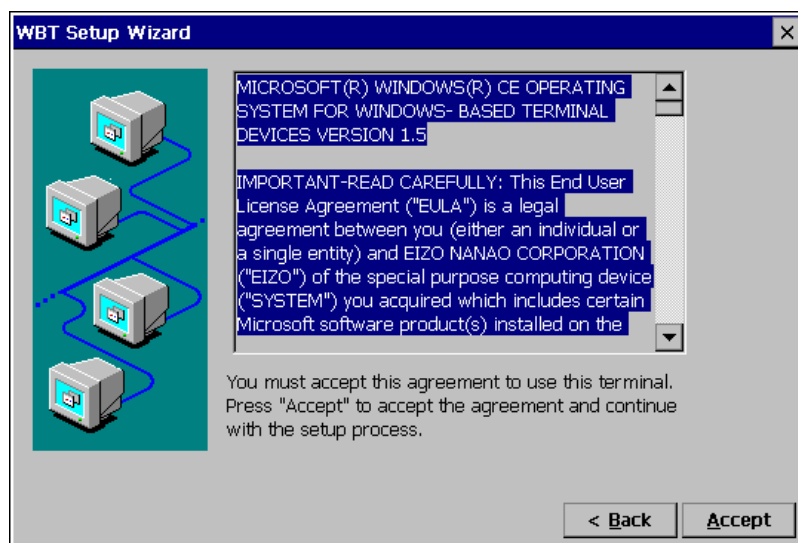 WBT Setup Wizard
MICROSOFT(R) WINDOWS(R) CE OPERATING
SYSTEM FOR WINDOWS- BASED TERMINAL
DEVICES VERSION 1.5
IMPORTANT-READ CAREFULLY: This End User
License Agreement ("EULA") is a legal
agreement between you (either an individual or
a single entity) and EIZO NANAO CORPORATION
("EIZO") of the special purpose computing device
("SYSTEM") you acquired which includes certain
Microsoft software product(s) installed on the
You must accept this agreement to use this terminal.
Press "Accept" to accept the agreement and continue
with the setup process.
< Back
Accept